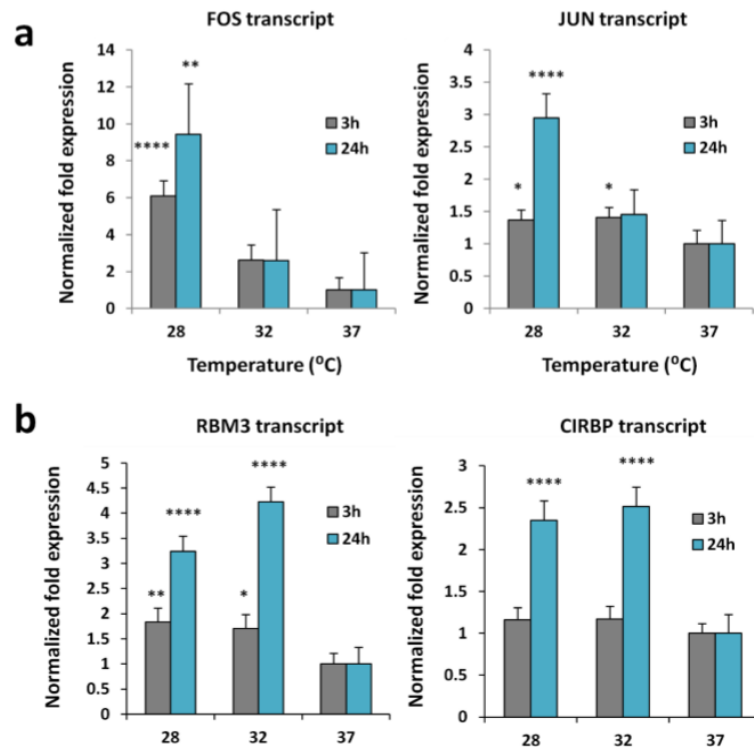 a
FOS transcript
Normalized fold expression
14
12
10
8
6
4
2
0
****
**
3h
24h
28
32
37
Temperature (⁰C)
JUN transcript
Normalized fold expression
4
3.5
3
2.5
2
1.5
1
0.5
0
*
****
*
3h
24h
28
32
37
Temperature (⁰C)
b
RBM3 transcript
Normalized fold expression
5
4.5
4
3.5
3
2.5
2
1.5
1
0.5
0
**
****
*
****
3h
24h
28
32
37
CIRBP transcript
Normalized fold expression
3
2.5
2
1.5
1
0.5
0
****
****
3h
24h
28
32
37